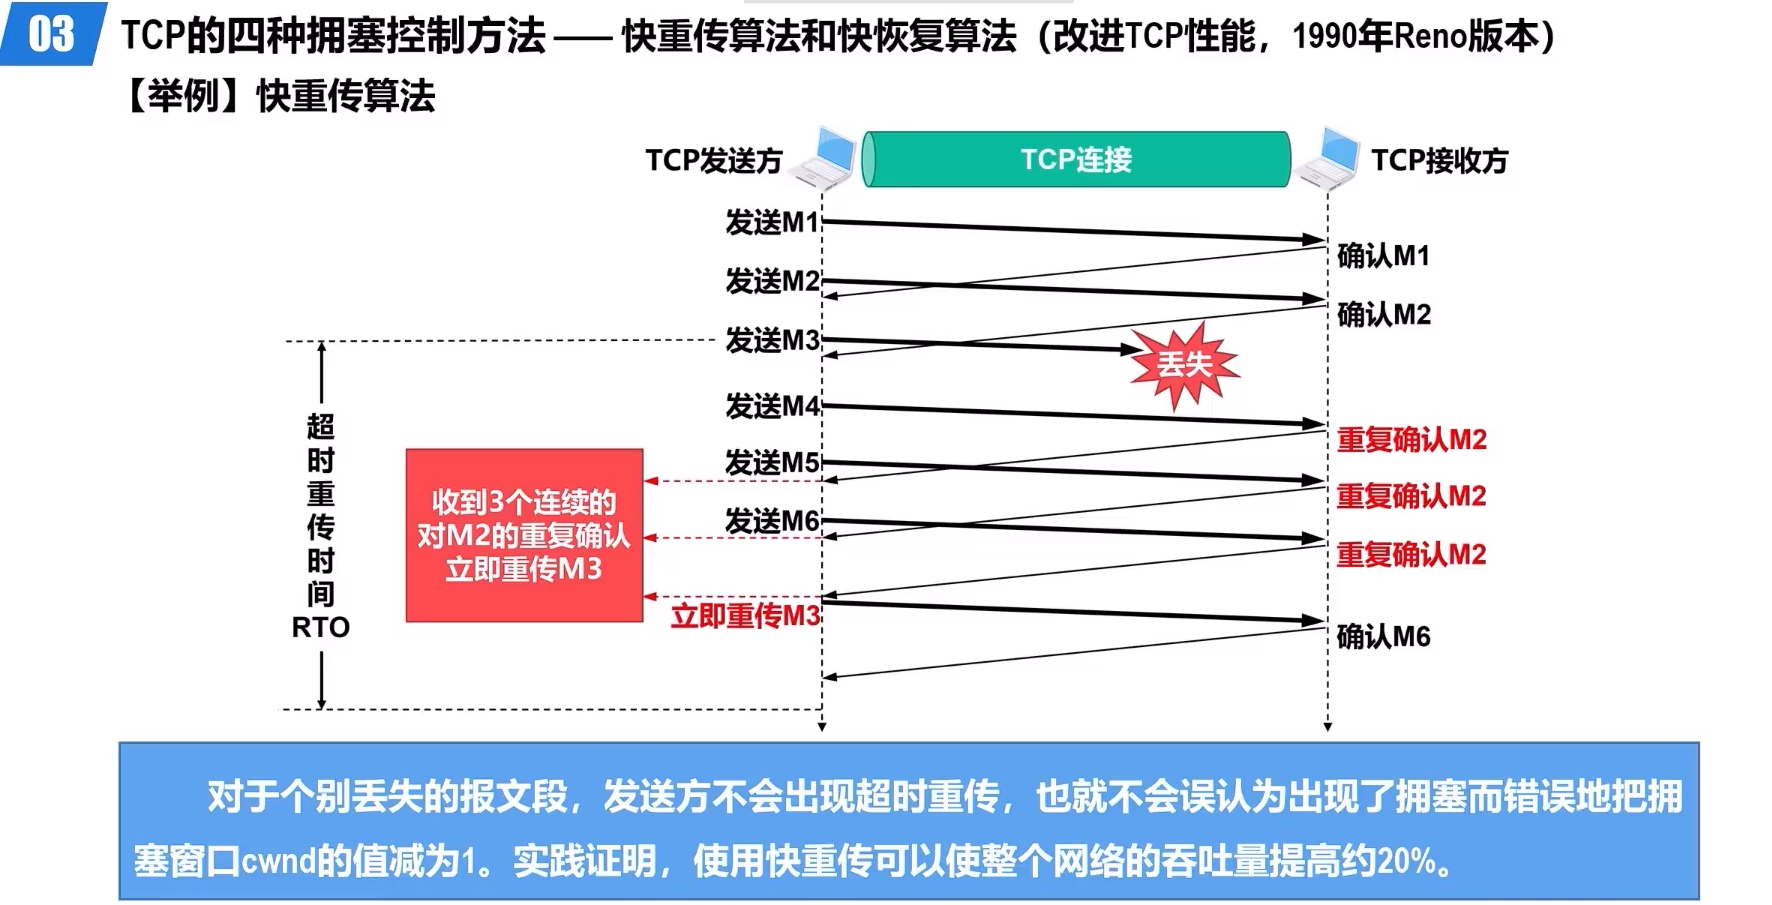 03
TCP的四种拥塞控制方法 —— 快重传算法和快恢复算法（改进TCP性能，1990年Reno版本）
【举例】快重传算法
TCP发送方
TCP连接
TCP接收方
发送M1
确认M1
发送M2
确认M2
发送M3
丢失
发送M4
重复确认M2
发送M5
重复确认M2
发送M6
重复确认M2
立即重传M3
确认M6
超
时
重
传
时
间
RTO
收到3个连续的
对M2的重复确认
立即重传M3
对于个别丢失的报文段，发送方不会出现超时重传，也就不会误认为出现了拥塞而错误地把拥
塞窗口cwnd的值减为1。实践证明，使用快重传可以使整个网络的吞吐量提高约20%。